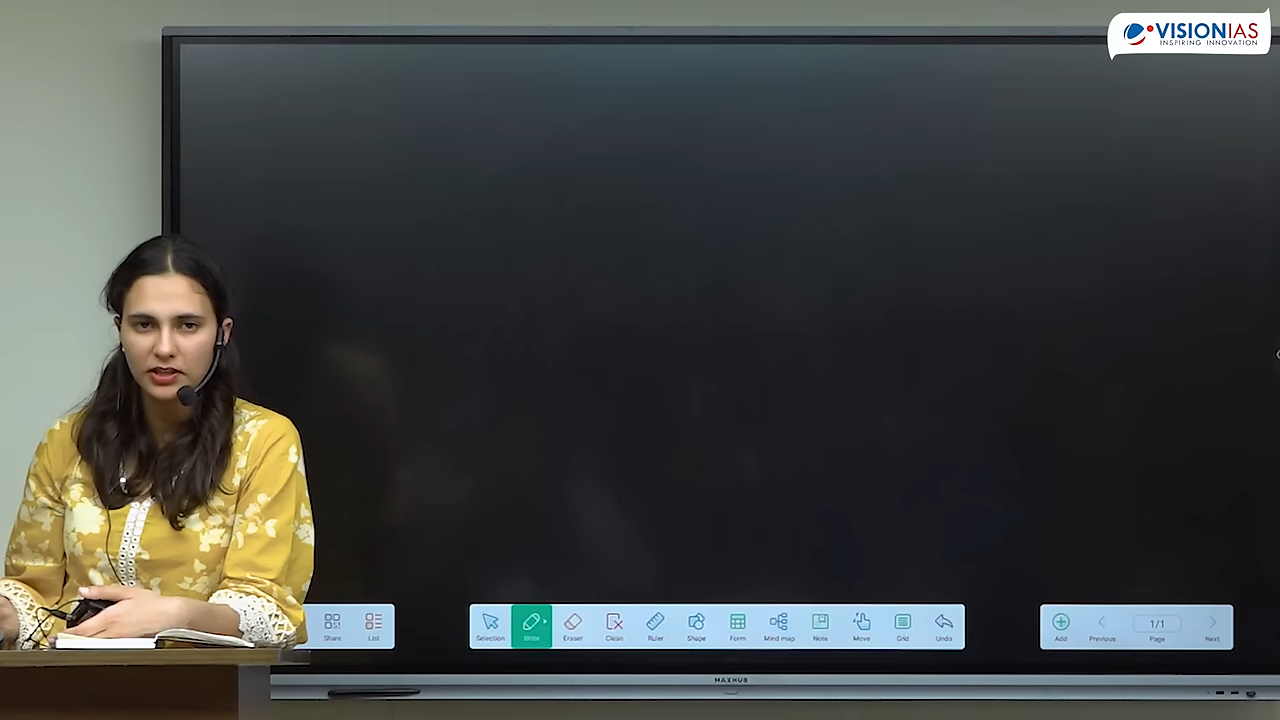 VISIONIAS
INSPIRING INNOVATION
Share
List
Selection
Write
Eraser
Clean
Ruler
Shape
Form
Mind map
Note
Move
Grid
Undo
Add
Previous
1/1
Page
Next
MAXHUB